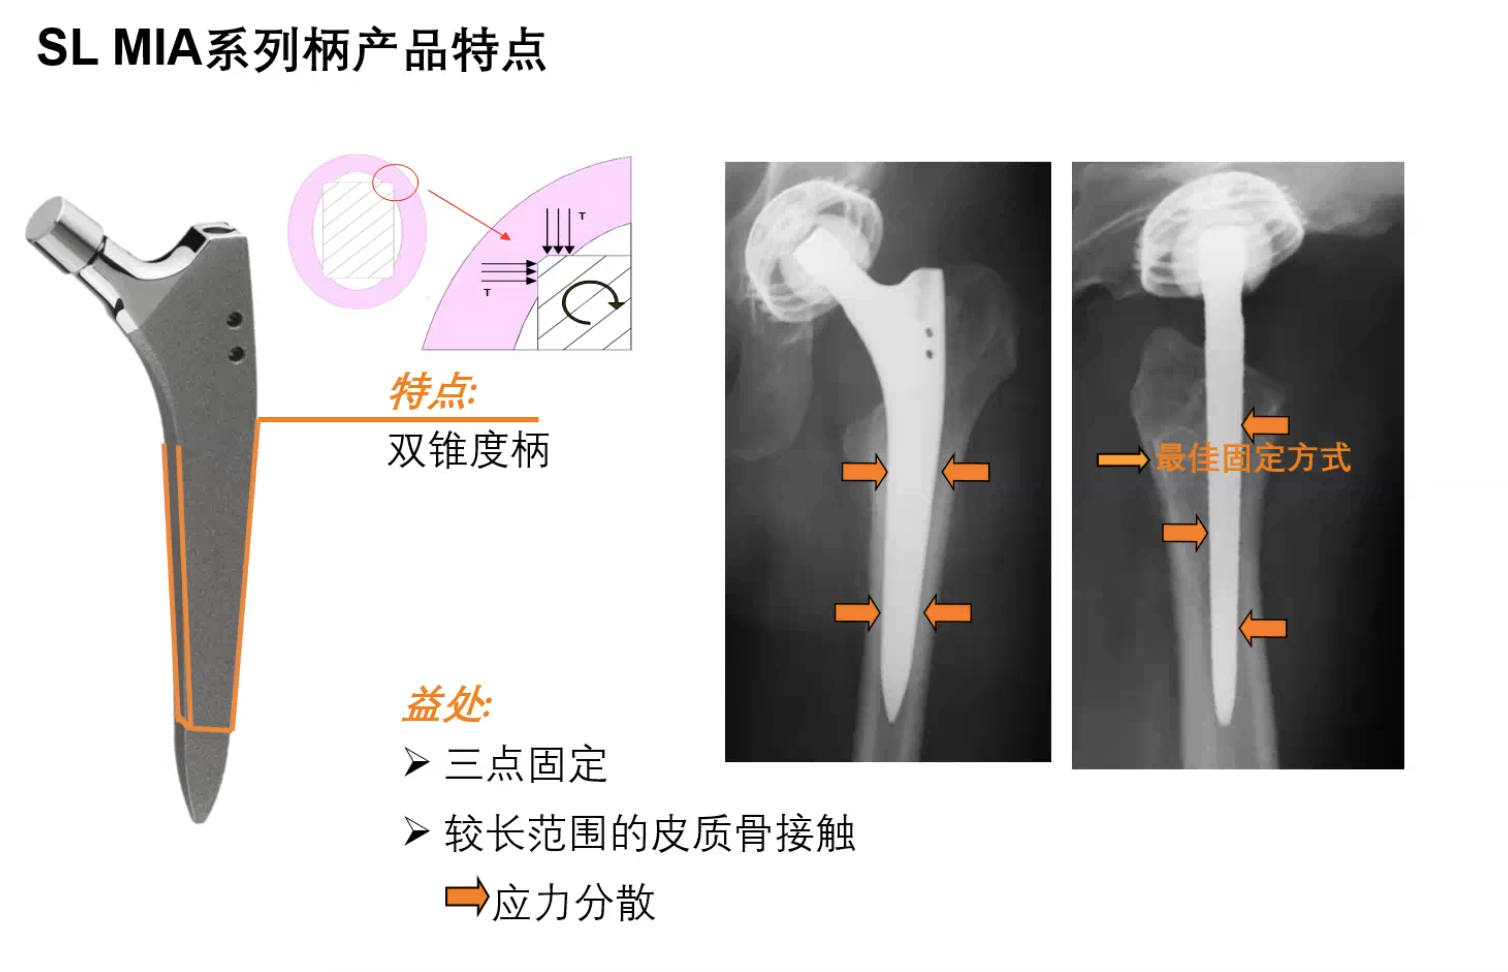 SL MIA系列柄产品特点
T
T
特点:
双锥度柄
最佳固定方式
益处:
三点固定
较长范围的皮质骨接触
应力分散